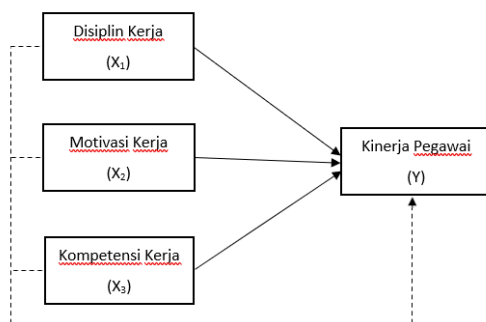 Disiplin Kerja
(X₁)
Motivasi Kerja
(X₂)
Kinerja Pegawai
(Y)
Kompetensi Kerja
(X₃)